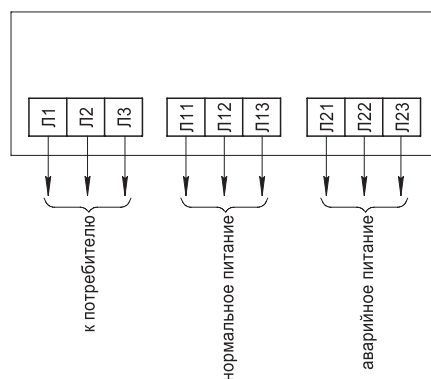 Л1 Л2 Л3 Л11 Л12 Л13 Л21 Л22 Л23
к потребителю
нормальное питание
аварийное питание